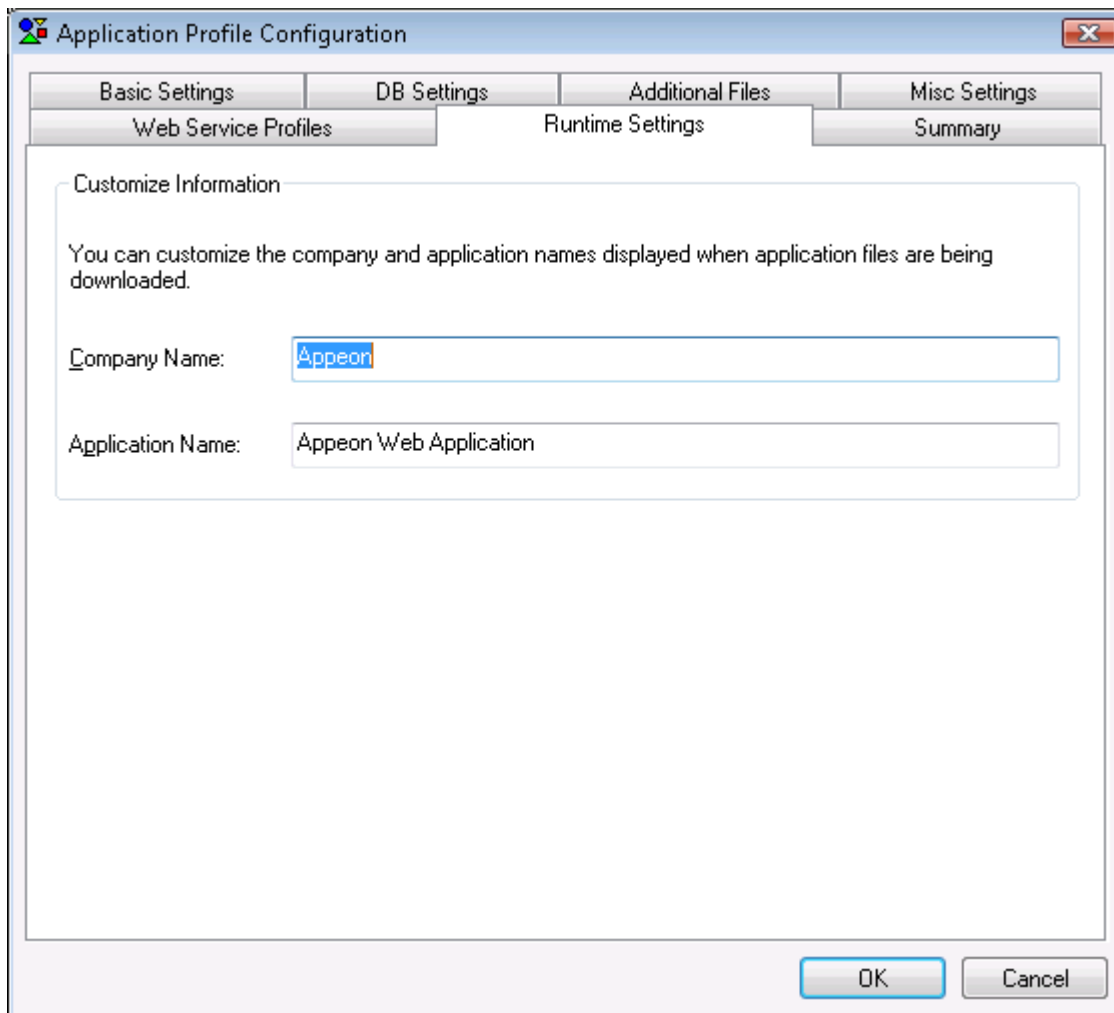 Application Profile Configuration
Basic Settings DB Settings Additional Files Misc Settings
Web Service Profiles Runtime Settings Summary
Customize Information
You can customize the company and application names displayed when application files are being
downloaded.
Company Name: Appeon
Application Name: Appeon Web Application
OK Cancel